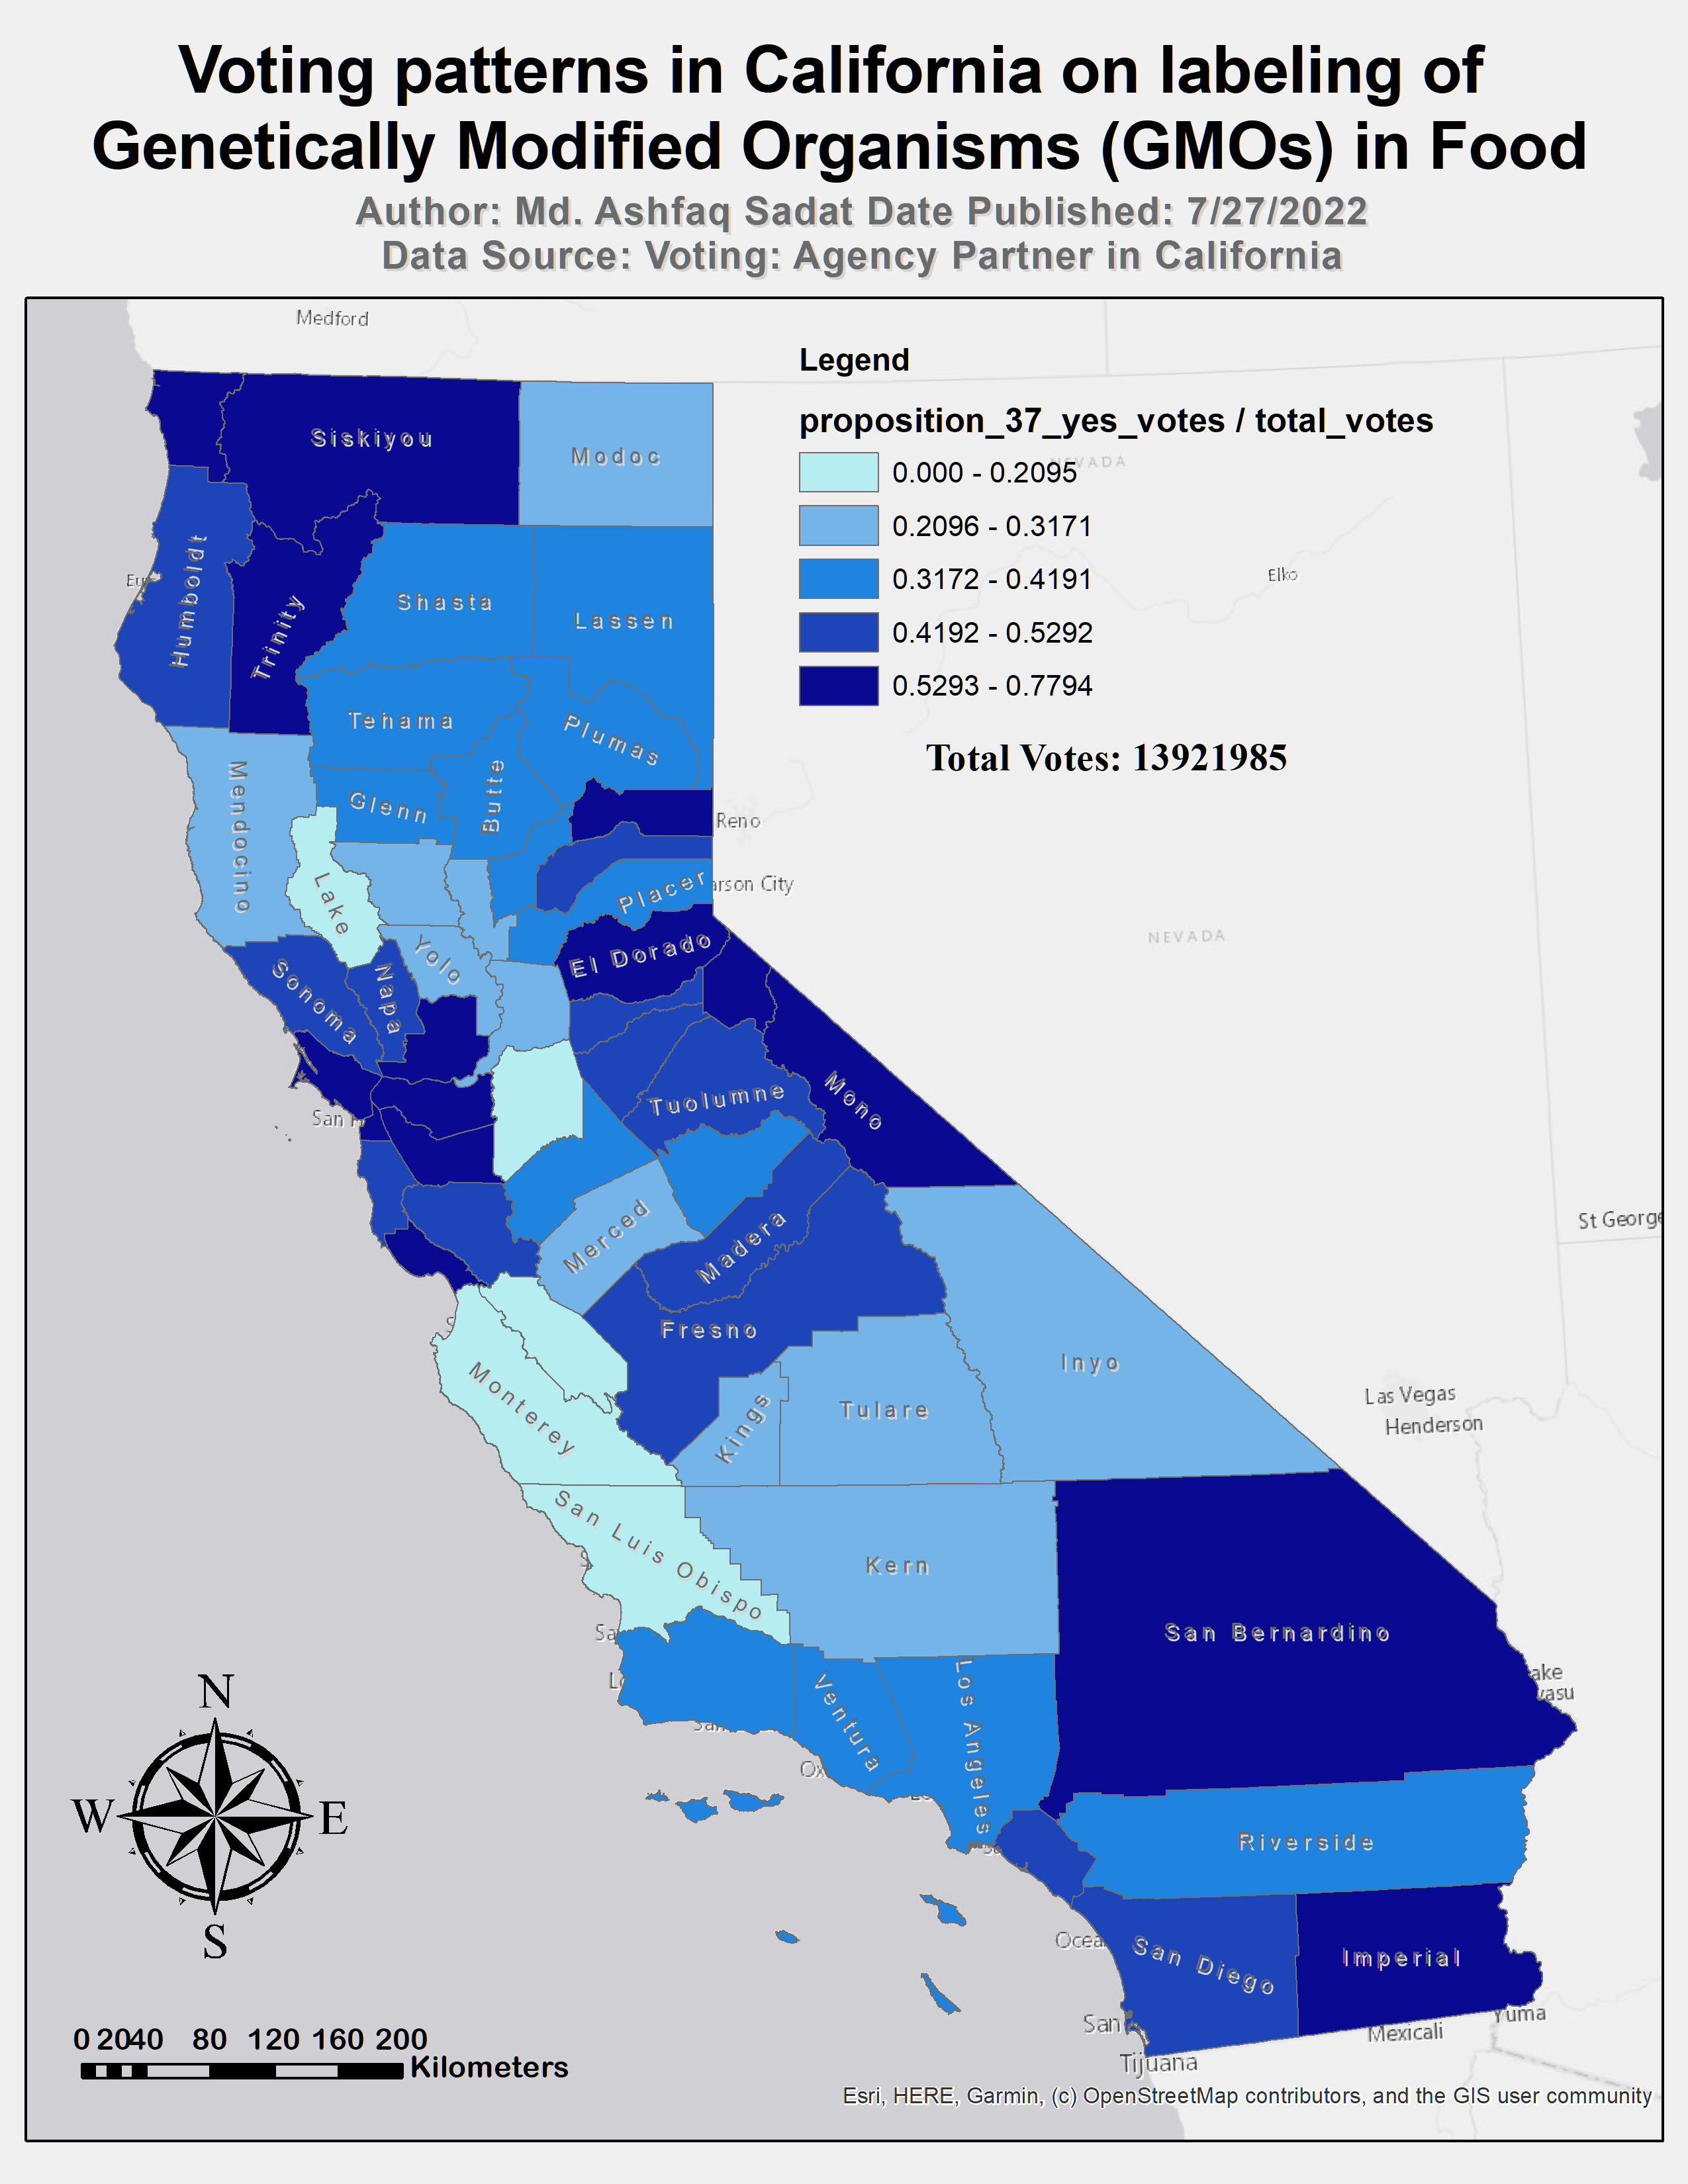 Voting patterns in California on labeling of
Genetically Modified Organisms (GMOs) in Food
Author: Md. Ashfaq Sadat Date Published: 7/27/2022
Data Source: Voting: Agency Partner in California
Medford
Legend
proposition_37_yes_votes / total_votes
0.000 - 0.2095
0.2096 - 0.3171
0.3172 - 0.4191
0.4192 - 0.5292
0.5293 - 0.7794
Total Votes: 13921985
NEVADA
Elko
Siskiyou
Modoc
Humboldt
Trinity
Shasta
Lassen
Tehama
Plumas
Mendocino
Glenn
Butte
Reno
Lake
Placer
arson City
NEVADA
Sonoma
Napa
Yolo
El Dorado
San
Tuolumne
Mono
Merced
Madera
St George
Fresno
Monterey
Kings
Tulare
Inyo
Las Vegas
Henderson
San Luis Obispo
Kern
San Bernardino
ake
vasu
Ventura
Los Angeles
Riverside
San Diego
Imperial
San
Tijuana
Mexicali
Yuma
N
W
E
S
0 20 40 80 120 160 200
Kilometers
Esri, HERE, Garmin, (c) OpenStreetMap contributors, and the GIS user community